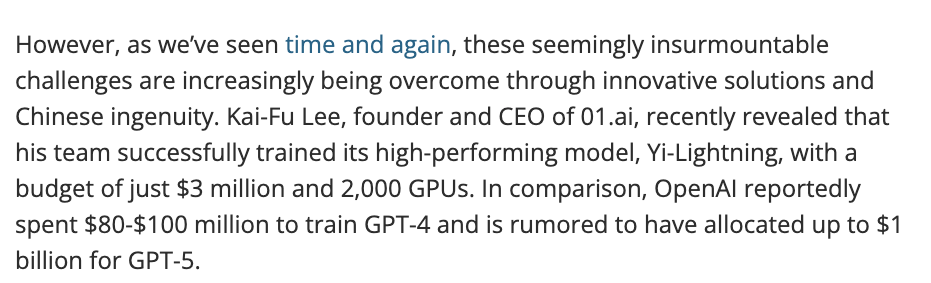 However, as we’ve seen time and again, these seemingly insurmountable
challenges are increasingly being overcome through innovative solutions and
Chinese ingenuity. Kai-Fu Lee, founder and CEO of 01.ai, recently revealed that
his team successfully trained its high-performing model, Yi-Lightning, with a
budget of just $3 million and 2,000 GPUs. In comparison, OpenAI reportedly
spent $80-$100 million to train GPT-4 and is rumored to have allocated up to $1
billion for GPT-5.